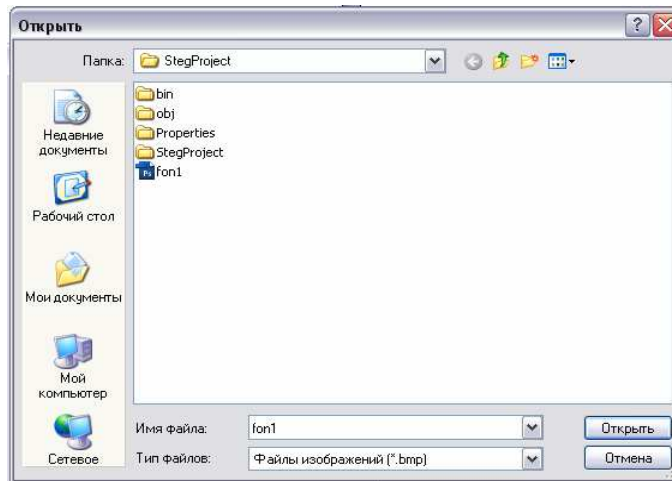 Открыть
Папка:
StegProject
bin
obj
Properties
StegProject
Ps fon1
Недавние
документы
Рабочий стол
Мои документы
Мой
компьютер
Сетевое
Имя файла:
fon1
Открыть
Тип файлов:
Файлы изображений (*.bmp)
Отмена